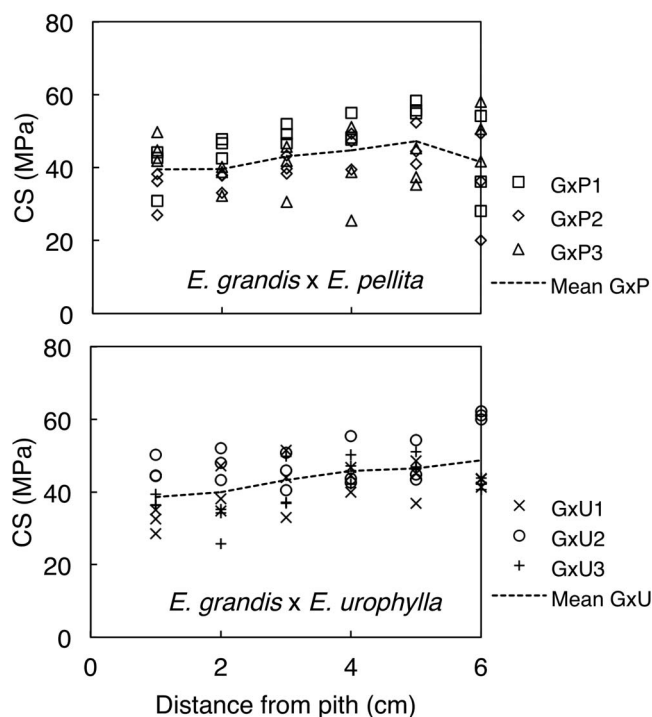 80
60
40
20
0
CS (MPa)
E. grandis x E. pellita
GxP1
GxP2
GxP3
Mean GxP
80
60
40
20
0
CS (MPa)
E. grandis x E. urophylla
GxU1
GxU2
GxU3
Mean GxU
0 2 4 6
Distance from pith (cm)